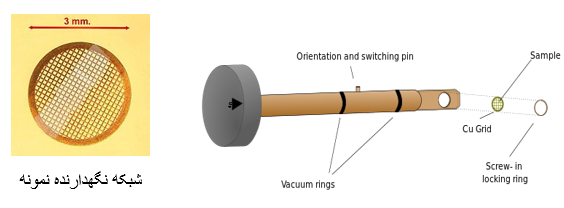 3 mm.
شبکه نگهدارنده نمونه
Orientation and switching pin
Sample
Cu Grid
Screw- in
locking ring
Vacuum rings